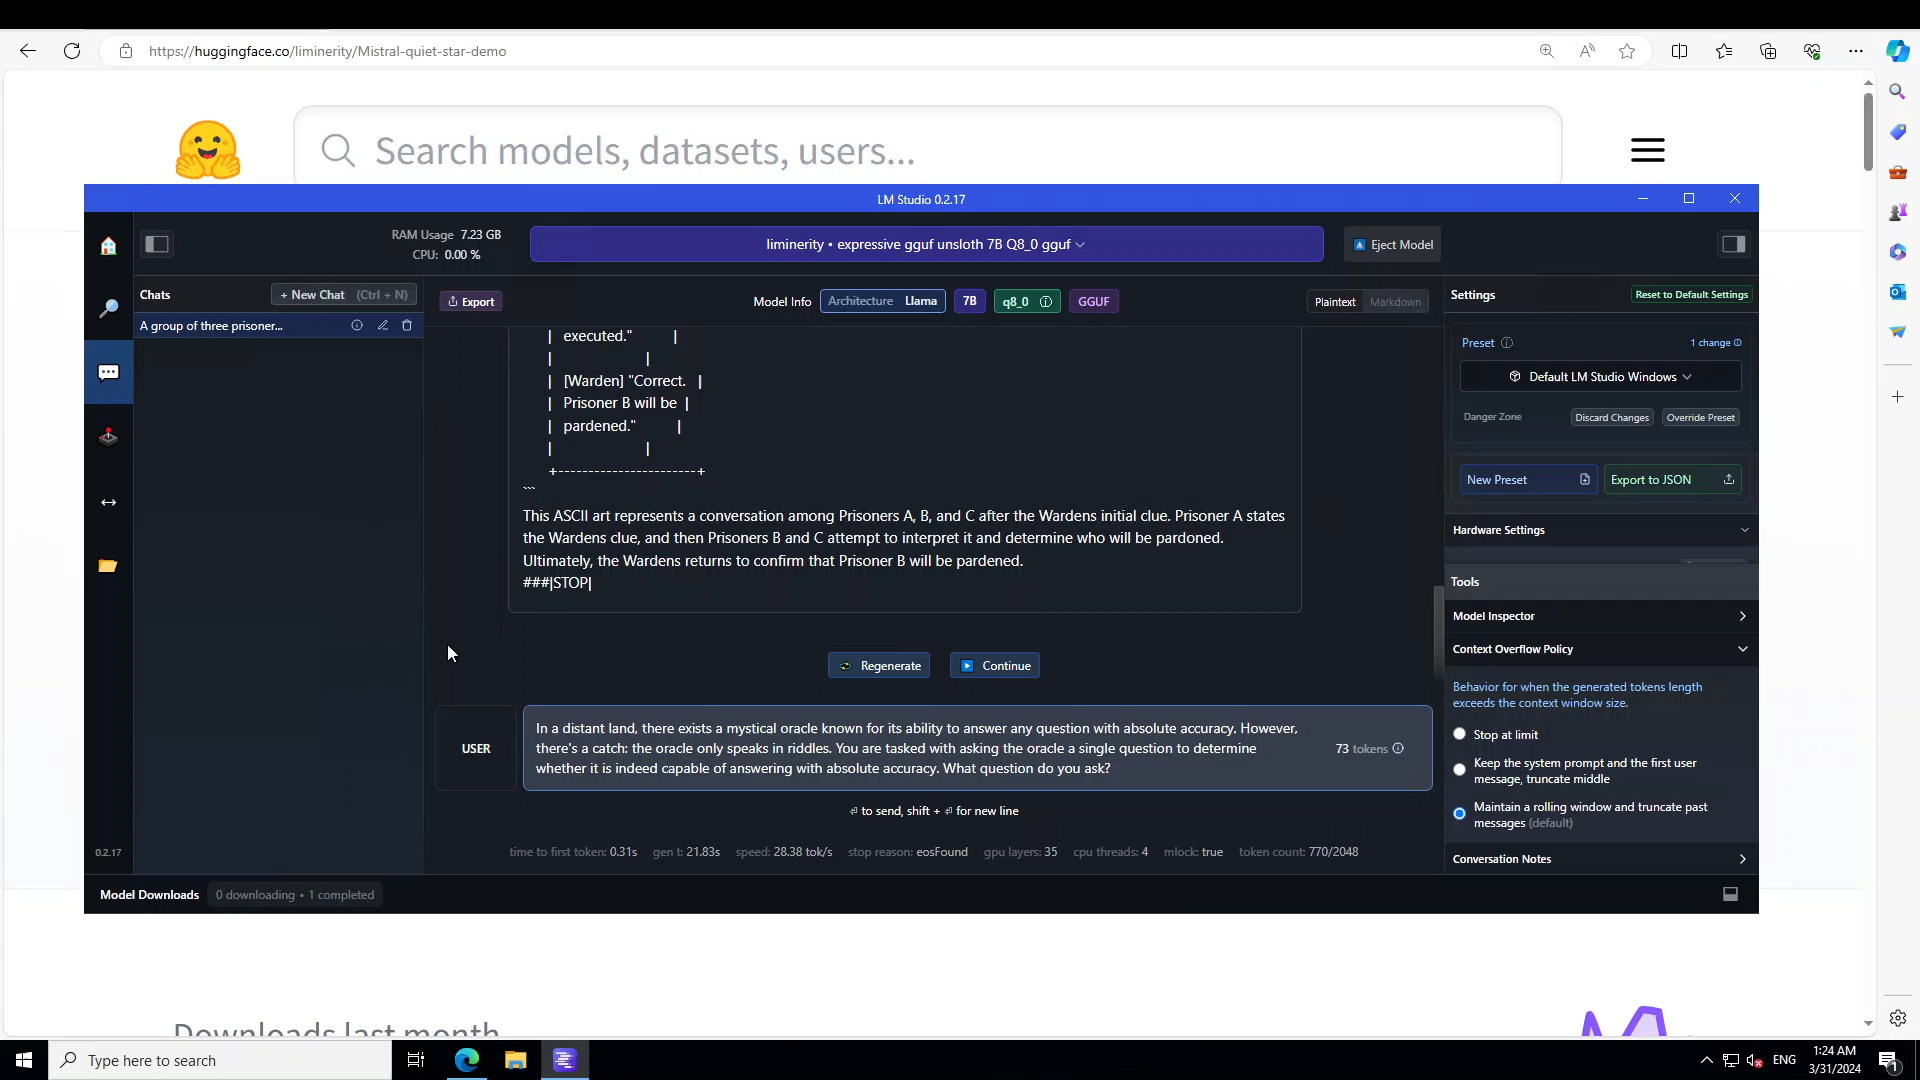 https://huggingface.co/liminerity/Mistral-quiet-star-demo
Search models, datasets, users...
LM Studio 0.2.17
RAM Usage 7.23 GB
CPU: 0.00 %
liminerity • expressive gguf unsloth 7B Q8_0 gguf
Eject Model
Chats
+ New Chat (Ctrl + N)
Export
Model Info Architecture Llama 7B q8_0 GGUF
Plaintext Markdown
Settings
Reset to Default Settings
A group of three prisoner...
| executed." |
| |
| [Warden] "Correct. |
| Prisoner B will be |
| pardened." |
| |
+-----------------------+
```
This ASCII art represents a conversation among Prisoners A, B, and C after the Wardens initial clue. Prisoner A states
the Wardens clue, and then Prisoners B and C attempt to interpret it and determine who will be pardoned.
Ultimately, the Wardens returns to confirm that Prisoner B will be pardened.
###|STOP|
Regenerate
Continue
USER
In a distant land, there exists a mystical oracle known for its ability to answer any question with absolute accuracy. However,
there's a catch: the oracle only speaks in riddles. You are tasked with asking the oracle a single question to determine
whether it is indeed capable of answering with absolute accuracy. What question do you ask?
73 tokens
⏎ to send, shift + ⏎ for new line
time to first token: 0.31s gen t: 21.83s speed: 28.38 tok/s stop reason: eosFound gpu layers: 35 cpu threads: 4 mlock: true token count: 770/2048
Preset
1 change
Default LM Studio Windows
Danger Zone
Discard Changes
Override Preset
New Preset
Export to JSON
Hardware Settings
Tools
Model Inspector
Context Overflow Policy
Behavior for when the generated tokens length
exceeds the context window size.
Stop at limit
Keep the system prompt and the first user
message, truncate middle
Maintain a rolling window and truncate past
messages (default)
Conversation Notes
0.2.17
Model Downloads 0 downloading • 1 completed
Downloads last month
Type here to search
ENG
1:24 AM
3/31/2024
1